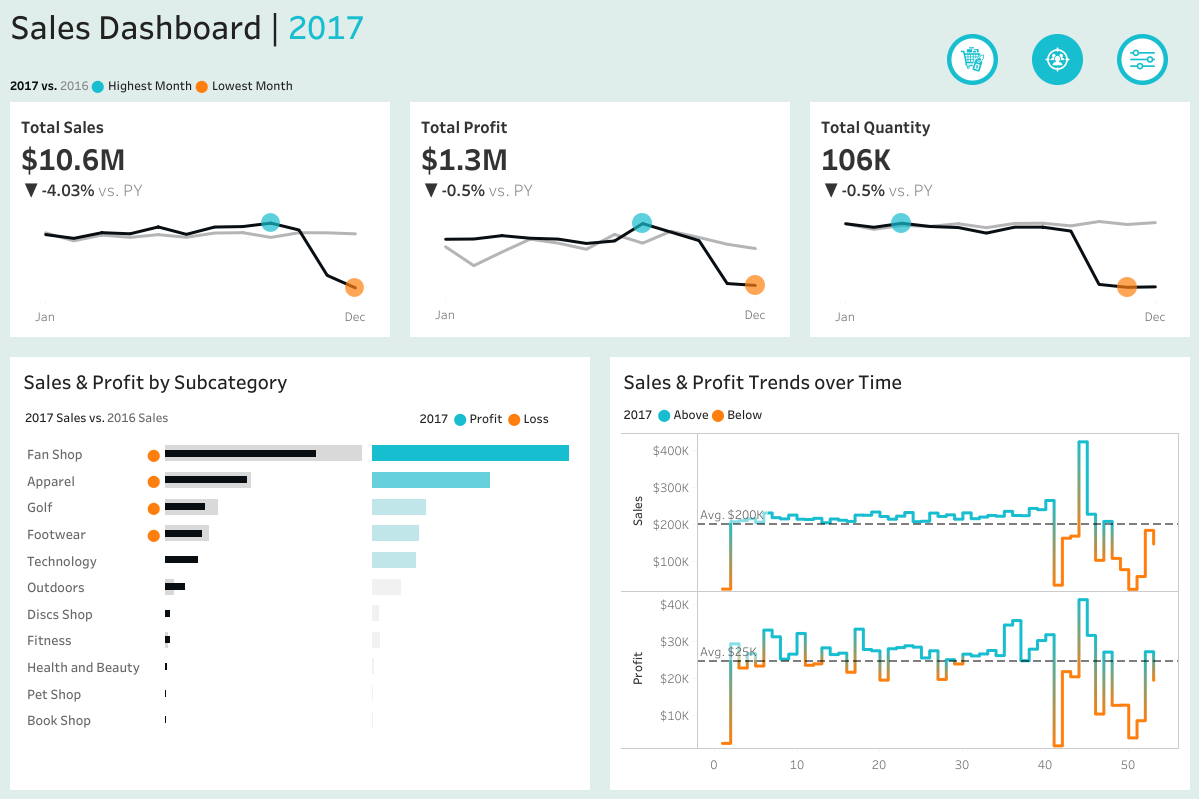 Sales Dashboard | 2017
2017 vs. 2016 Highest Month Lowest Month
Total Sales
$10.6M
▼ -4.03% vs. PY
Jan Dec
Total Profit
$1.3M
▼ -0.5% vs. PY
Jan Dec
Total Quantity
106K
▼ -0.5% vs. PY
Jan Dec
Sales & Profit by Subcategory
2017 Sales vs. 2016 Sales
2017 Profit Loss
Fan Shop
Apparel
Golf
Footwear
Technology
Outdoors
Discs Shop
Fitness
Health and Beauty
Pet Shop
Book Shop
Sales & Profit Trends over Time
2017 Above Below
Sales
$400K
$300K
$200K
$100K
Avg. $200K
Profit
$40K
$30K
$20K
$10K
Avg. $25K
0 10 20 30 40 50